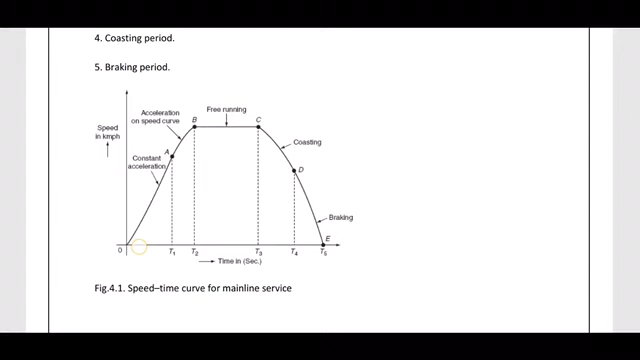 4. Coasting period.
5. Braking period.
Acceleration
on speed curve
Free running
B
C
Speed
in kmph
A
Constant
acceleration
Coasting
D
Braking
E
0
T1
T2
T3
T4
T5
Time in (Sec.)
Fig.4.1. Speed–time curve for mainline service